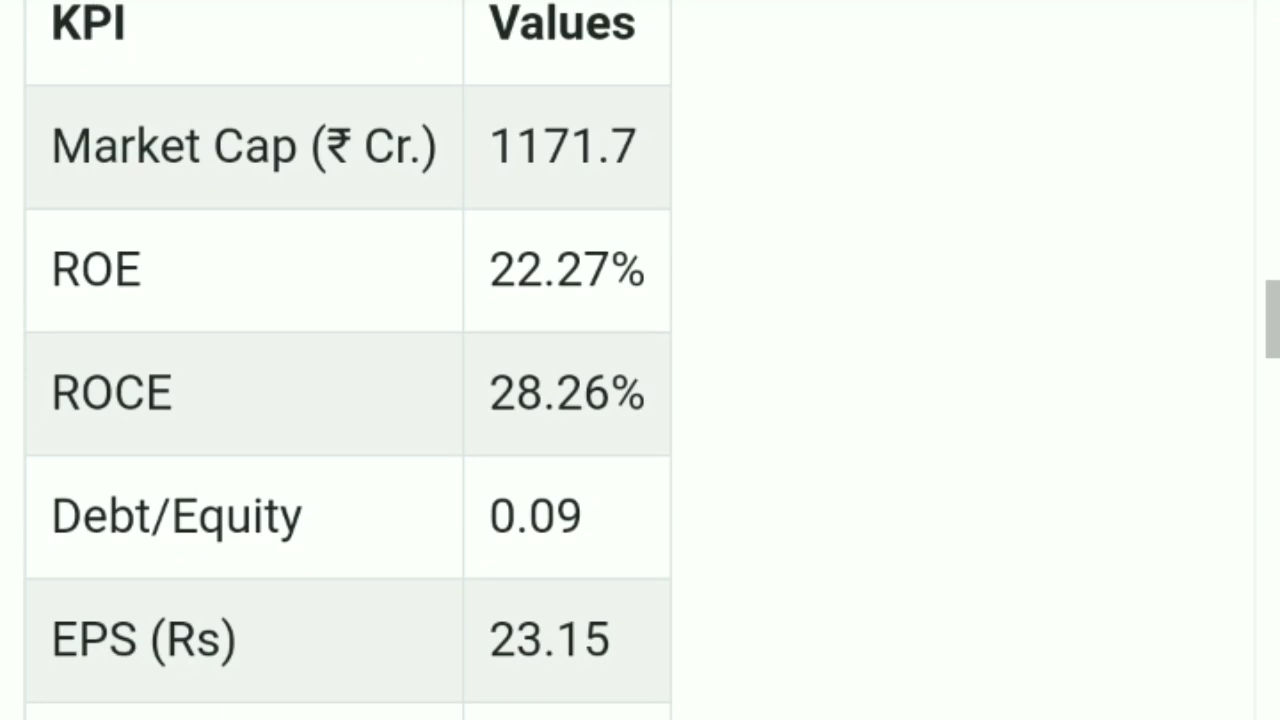 KPI Values
Market Cap (₹ Cr.) 1171.7
ROE 22.27%
ROCE 28.26%
Debt/Equity 0.09
EPS (Rs) 23.15